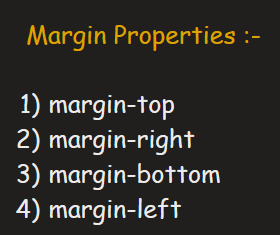 Margin Properties :-
1) margin-top
2) margin-right
3) margin-bottom
4) margin-left